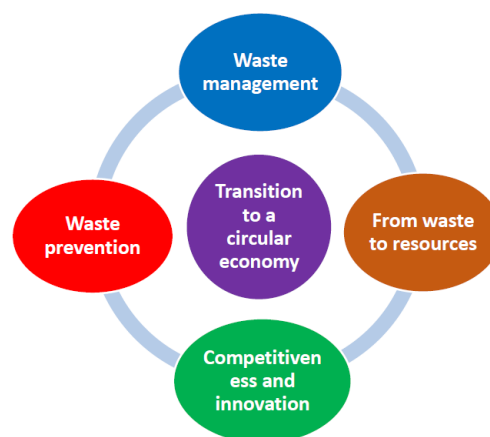 Waste
management
Transition
to a
circular
economy
Waste
prevention
From waste
to resources
Competitiven
ess and
innovation